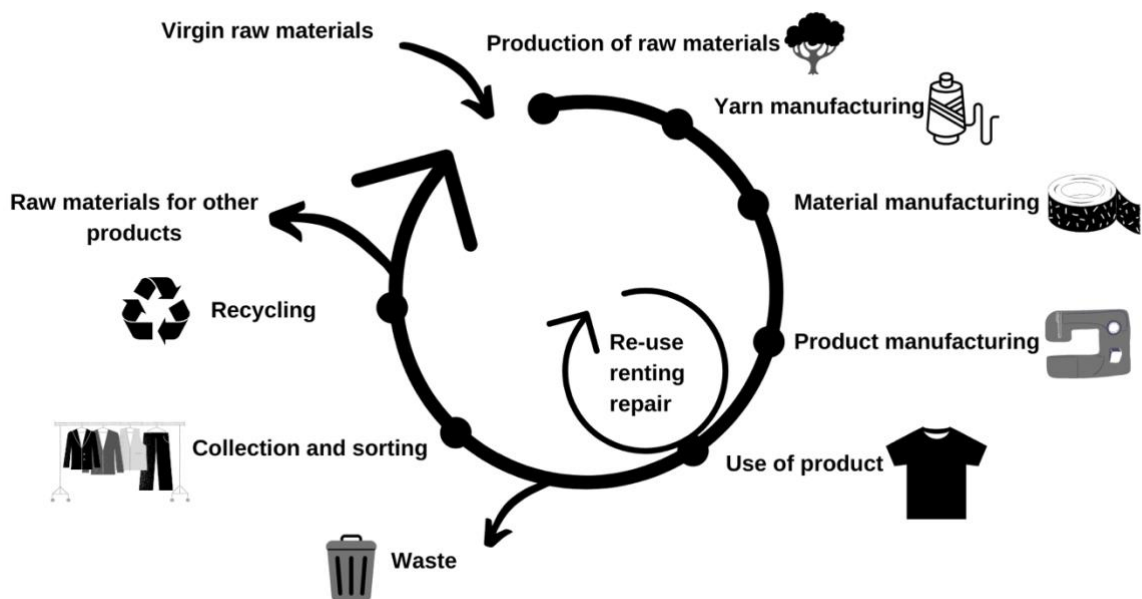 Virgin raw materials
Production of raw materials
Yarn manufacturing
Material manufacturing
Raw materials for other
products
Recycling
Product manufacturing
Re-use
renting
repair
Collection and sorting
Use of product
Waste